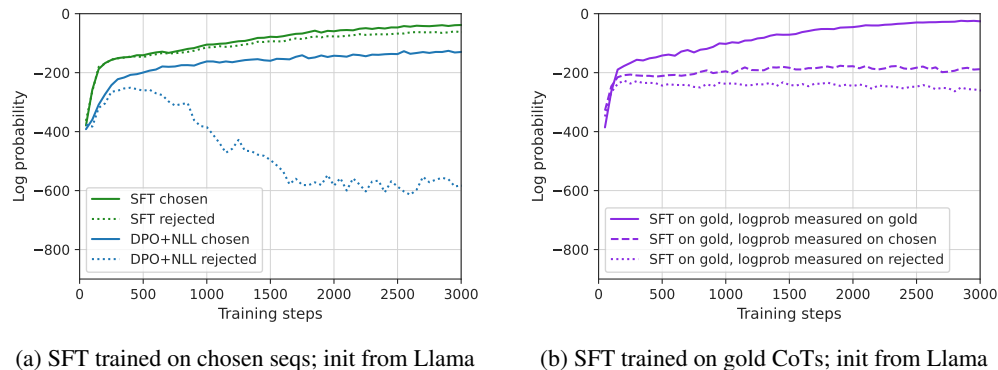 0
−200
−400
−600
−800
Log probability
0
500
1000
1500
2000
2500
3000
Training steps
SFT chosen
SFT rejected
DPO+NLL chosen
DPO+NLL rejected
(a) SFT trained on chosen seqs; init from Llama
0
−200
−400
−600
−800
Log probability
0
500
1000
1500
2000
2500
3000
Training steps
SFT on gold, logprob measured on gold
SFT on gold, logprob measured on chosen
SFT on gold, logprob measured on rejected
(b) SFT trained on gold CoTs; init from Llama